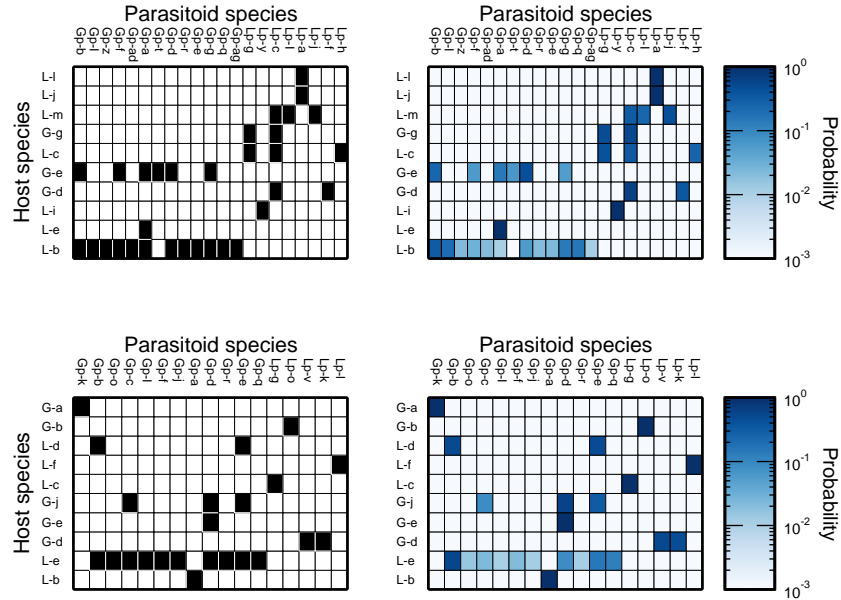 Parasitoid species
Gp-b
Gp-l
Gp-z
Gp-f
Gp-ad
Gp-a
Gp-t
Gp-d
Gp-r
Gp-e
Gp-g
Gp-q
Gp-ag
Lp-g
Lp-y
Lp-c
Lp-l
Lp-a
Lp-j
Lp-f
Lp-h
Host species
L-l
L-j
L-m
G-g
L-c
G-e
G-d
L-i
L-e
L-b
Parasitoid species
Gp-b
Gp-l
Gp-z
Gp-f
Gp-ad
Gp-a
Gp-t
Gp-d
Gp-r
Gp-e
Gp-g
Gp-q
Gp-ag
Lp-g
Lp-y
Lp-c
Lp-l
Lp-a
Lp-j
Lp-f
Lp-h
L-l
L-j
L-m
G-g
L-c
G-e
G-d
L-i
L-e
L-b
10^0
10^-1
10^-2
10^-3
Probability
Parasitoid species
Gp-k
Gp-b
Gp-o
Gp-c
Gp-l
Gp-f
Gp-j
Gp-a
Gp-d
Gp-r
Gp-e
Gp-q
Lp-g
Lp-o
Lp-v
Lp-k
Lp-l
Host species
G-a
G-b
L-d
L-f
L-c
G-j
G-e
G-d
L-e
L-b
Parasitoid species
Gp-k
Gp-b
Gp-o
Gp-c
Gp-l
Gp-f
Gp-j
Gp-a
Gp-d
Gp-r
Gp-e
Gp-q
Lp-g
Lp-o
Lp-v
Lp-k
Lp-l
G-a
G-b
L-d
L-f
L-c
G-j
G-e
G-d
L-e
L-b
10^0
10^-1
10^-2
10^-3
Probability